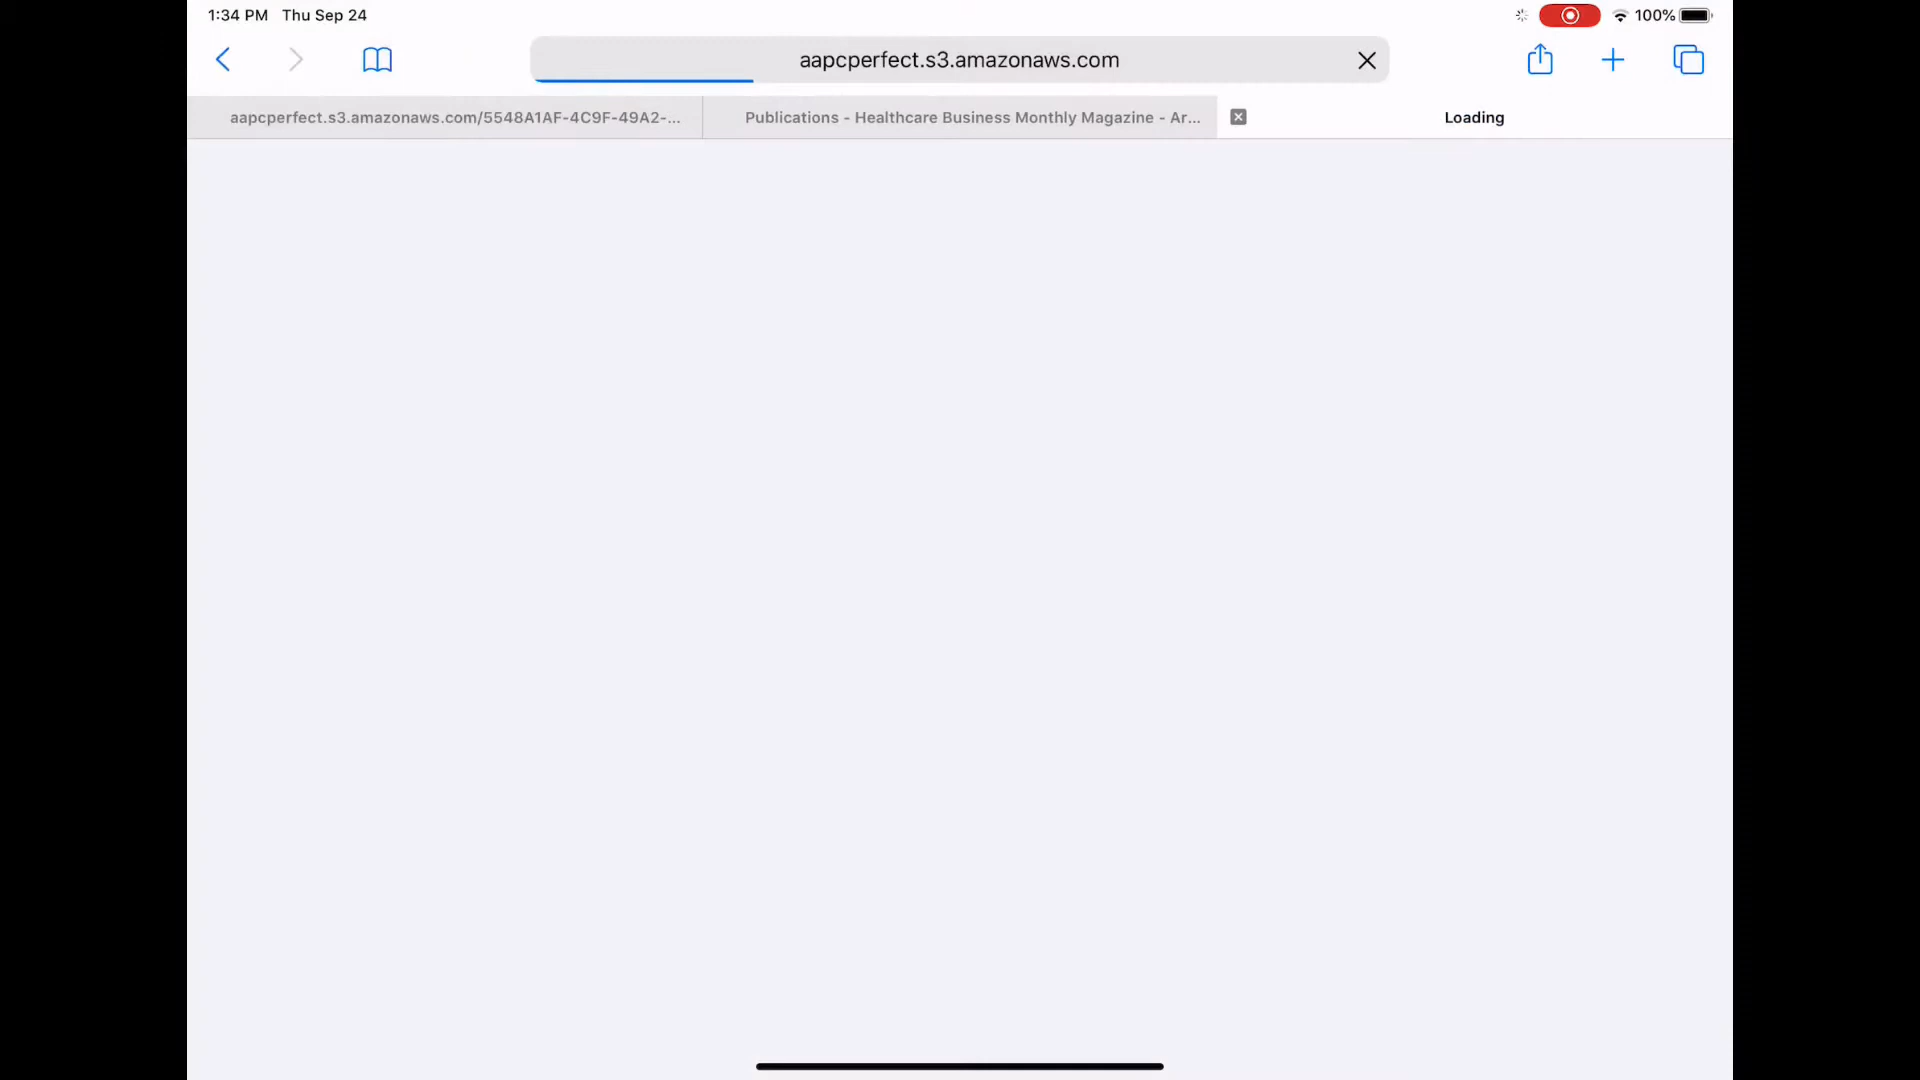 1:34 PM Thu Sep 24
100%
aapcperfect.s3.amazonaws.com
aapcperfect.s3.amazonaws.com/5548A1AF-4C9F-49A2-...
Publications - Healthcare Business Monthly Magazine - Ar...
Loading